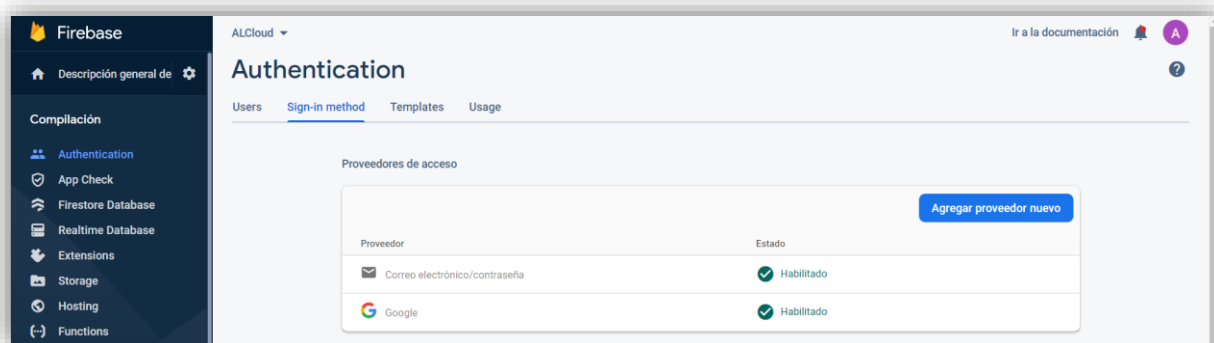 Firebase
Descripción general de
Compilación
Authentication
App Check
Firestore Database
Realtime Database
Extensions
Storage
Hosting
Functions
ALCloud
Ir a la documentación
A
Authentication
?
Users Sign-in method Templates Usage
Proveedores de acceso
Agregar proveedor nuevo
Proveedor Estado
Correo electrónico/contraseña Habilitado
Google Habilitado